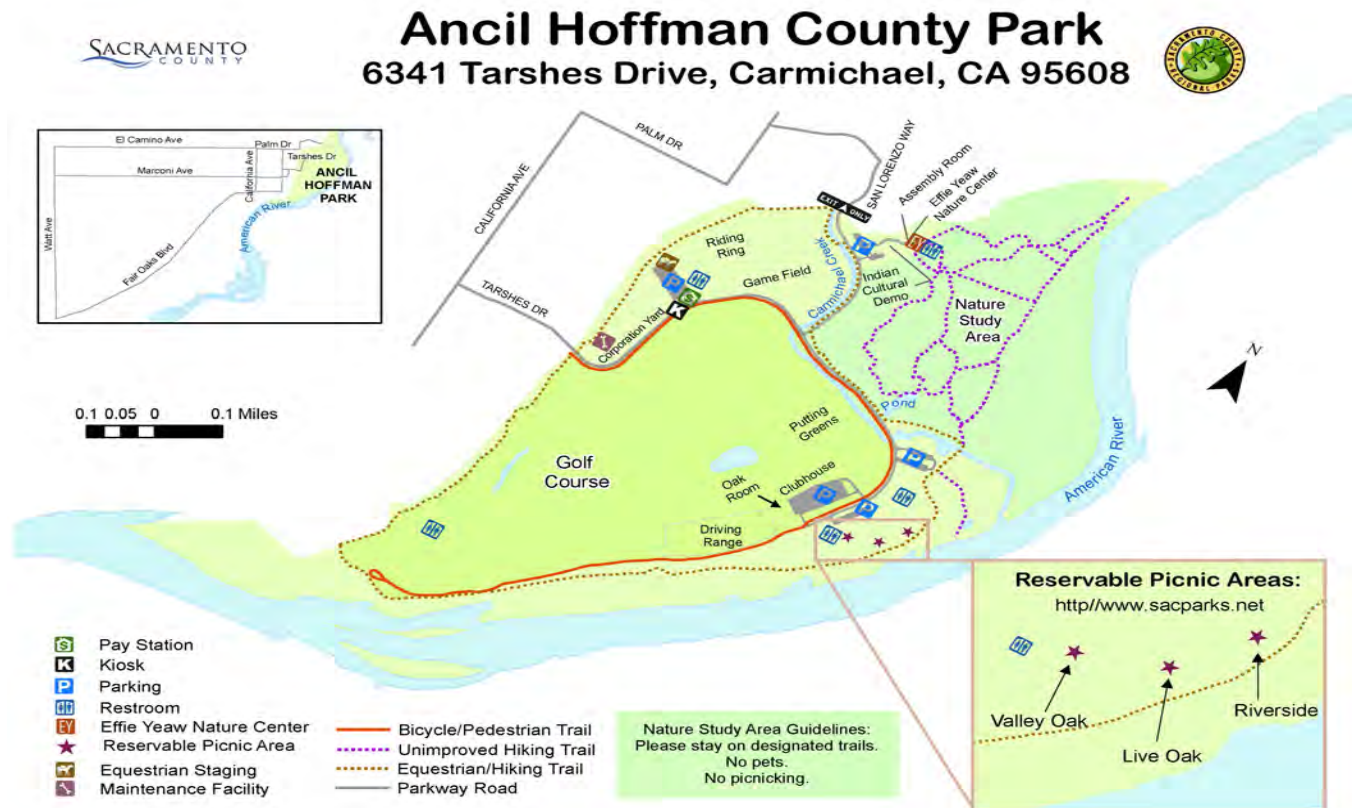 SACRAMENTO
COUNTY
Ancil Hoffman County Park
6341 Tarshes Drive, Carmichael, CA 95608
SACRAMENTO COUNTY
REGIONAL PARKS
El Camino Ave
Palm Dr
Tarshes Dr
California Ave
Marconi Ave
ANCIL
HOFFMAN
PARK
American River
Watt Ave
Fair Oaks Blvd
PALM DR
CALIFORNIA AVE
SAN LORENZO WAY
EXIT ONLY
Assembly Room
Effie Yeaw
Nature Center
P
EY
Riding
Ring
Game Field
Carmichael Creek
Indian
Cultural
Demo
Nature
Study
Area
TARSHES DR
P
$
K
Corporation Yard
N
0.1 0.05 0 0.1 Miles
Pond
Putting
Greens
American River
Golf
Course
Oak
Room
Clubhouse
P
P
P
Driving
Range
Reservable Picnic Areas:
http//www.sacparks.net
Valley Oak
Live Oak
Riverside
$ Pay Station
K Kiosk
P Parking
Restroom
EY Effie Yeaw Nature Center
Reservable Picnic Area
Equestrian Staging
Maintenance Facility
Bicycle/Pedestrian Trail
Unimproved Hiking Trail
Equestrian/Hiking Trail
Parkway Road
Nature Study Area Guidelines:
Please stay on designated trails.
No pets.
No picnicking.